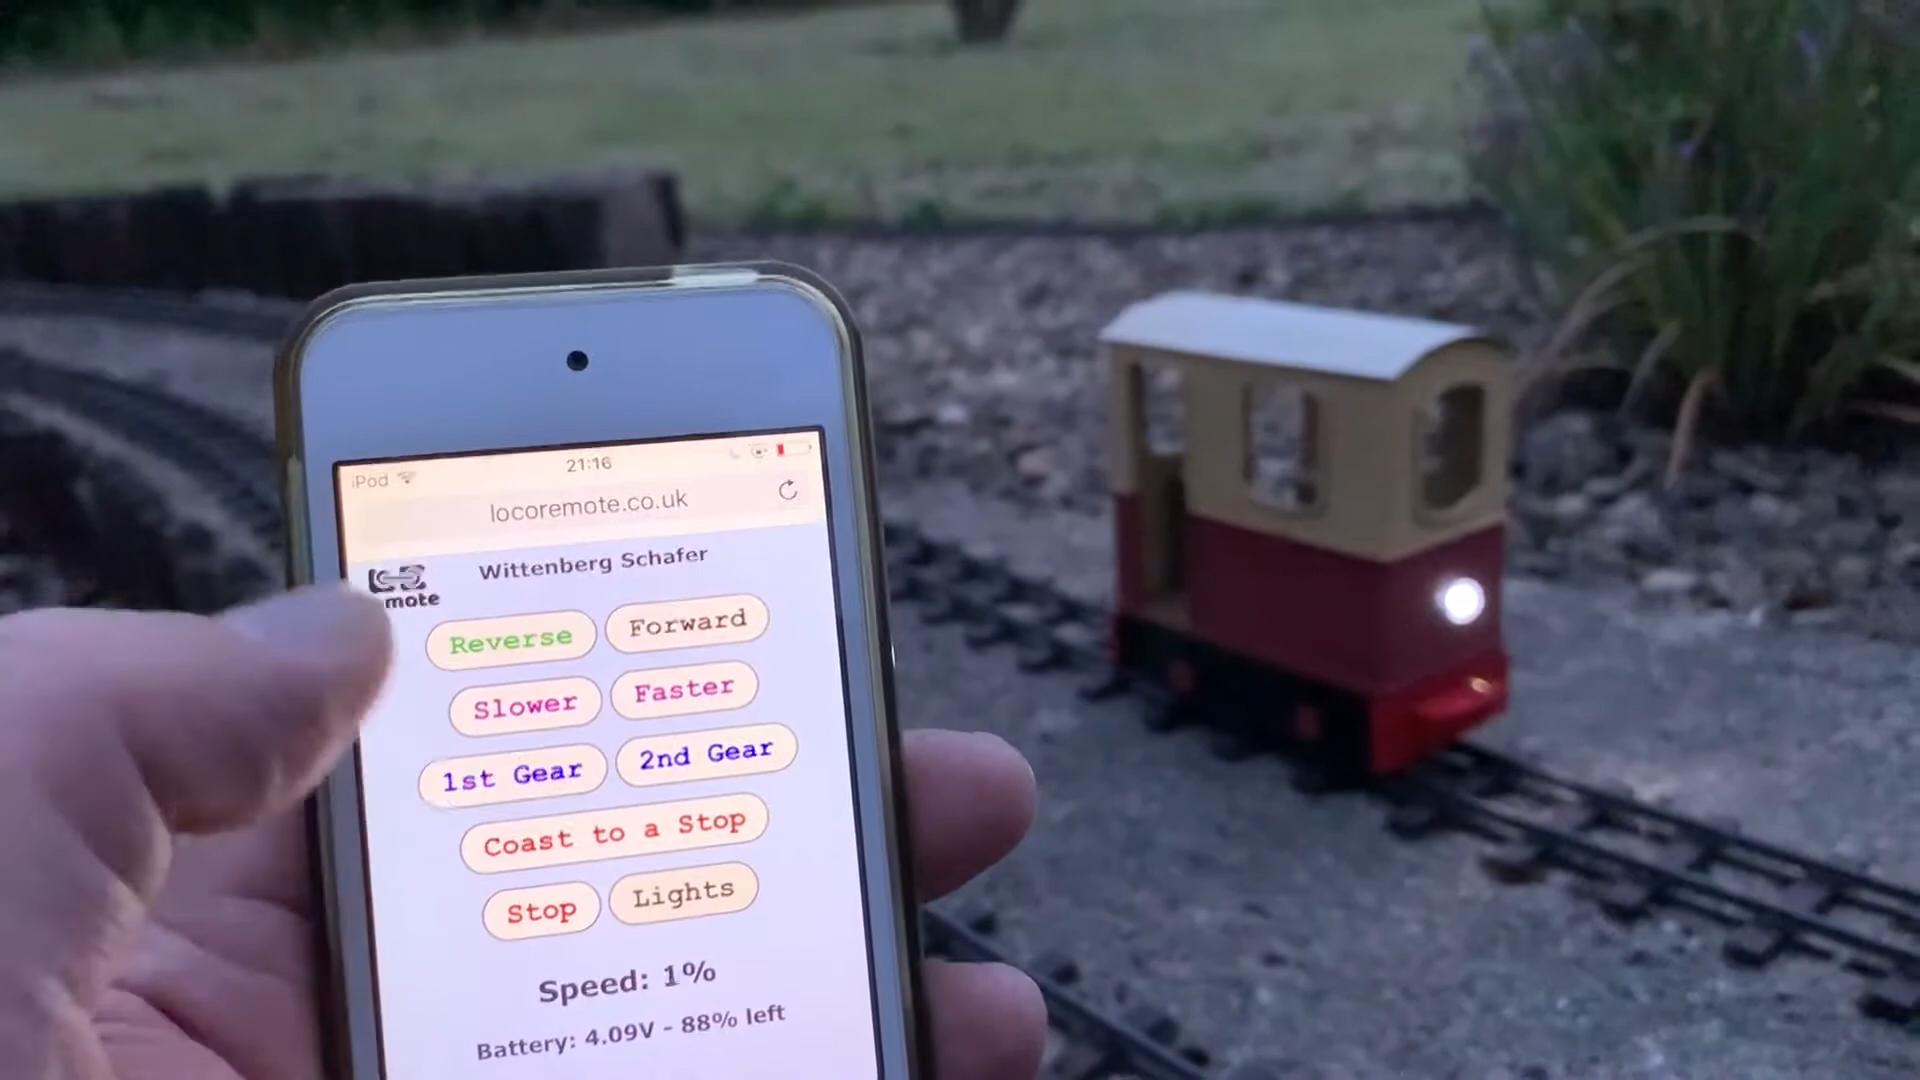 iPod 21:16
locoremote.co.uk
Wittenberg Schafer
mote
Reverse Forward
Slower Faster
1st Gear 2nd Gear
Coast to a Stop
Stop Lights
Speed: 1%
Battery: 4.09V - 88% left